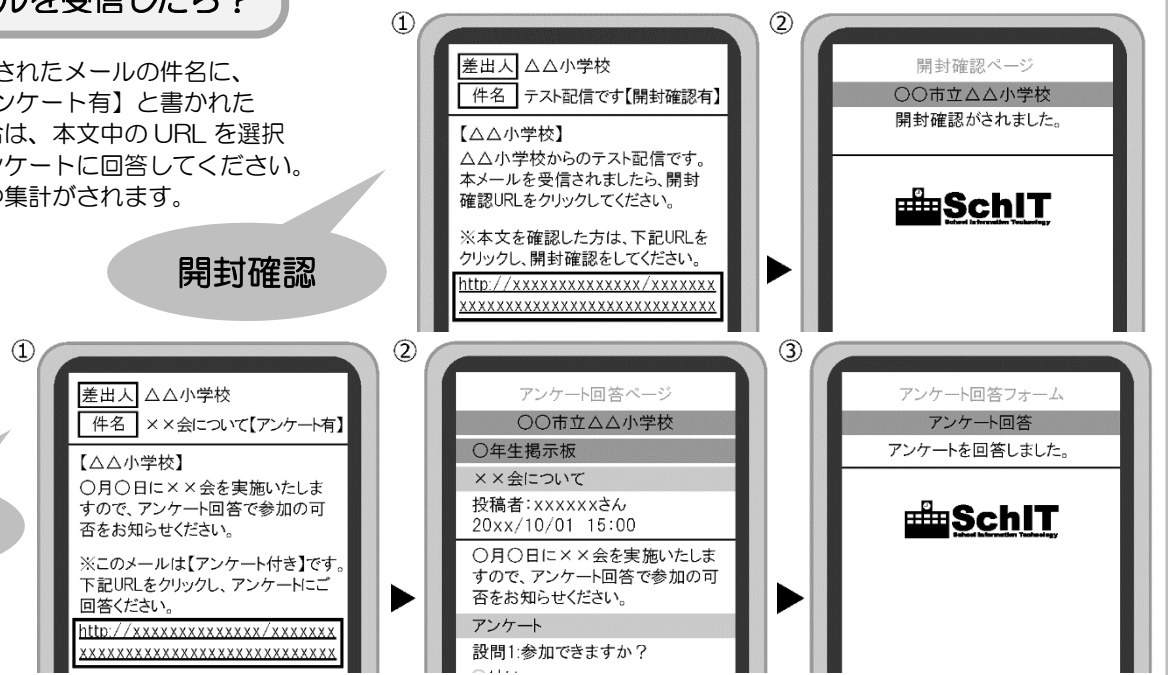 ルを受信したら？
されたメールの件名に、
ンケート有】と書かれた
は、本文中の URL を選択
ンケートに回答してください。
集計がされます。
開封確認
①
差出人 △△小学校
件名 テスト配信です【開封確認有】
【△△小学校】
△△小学校からのテスト配信です。
本メールを受信されましたら、開封
確認URLをクリックしてください。
※本文を確認した方は、下記URLを
クリックし、開封確認をしてください。
http://xxxxxxxxxxxxxx/xxxxxxx
xxxxxxxxxxxxxxxxxxxxxxxxxxxx
②
開封確認ページ
○○市立△△小学校
開封確認がされました。
SchIT
School Information Technology
①
差出人 △△小学校
件名 ××会について【アンケート有】
【△△小学校】
○月○日に××会を実施いたしま
すので、アンケート回答で参加の可
否をお知らせください。
※このメールは【アンケート付き】です。
下記URLをクリックし、アンケートにご
回答ください。
http://xxxxxxxxxxxxxx/xxxxxxx
xxxxxxxxxxxxxxxxxxxxxxxxxxxx
②
アンケート回答ページ
○○市立△△小学校
○年生掲示板
××会について
投稿者：xxxxxxさん
20xx/10/01 15:00
○月○日に××会を実施いたしま
すので、アンケート回答で参加の可
否をお知らせください。
アンケート
設問1:参加できますか？
③
アンケート回答フォーム
アンケート回答
アンケートを回答しました。
SchIT
School Information Technology